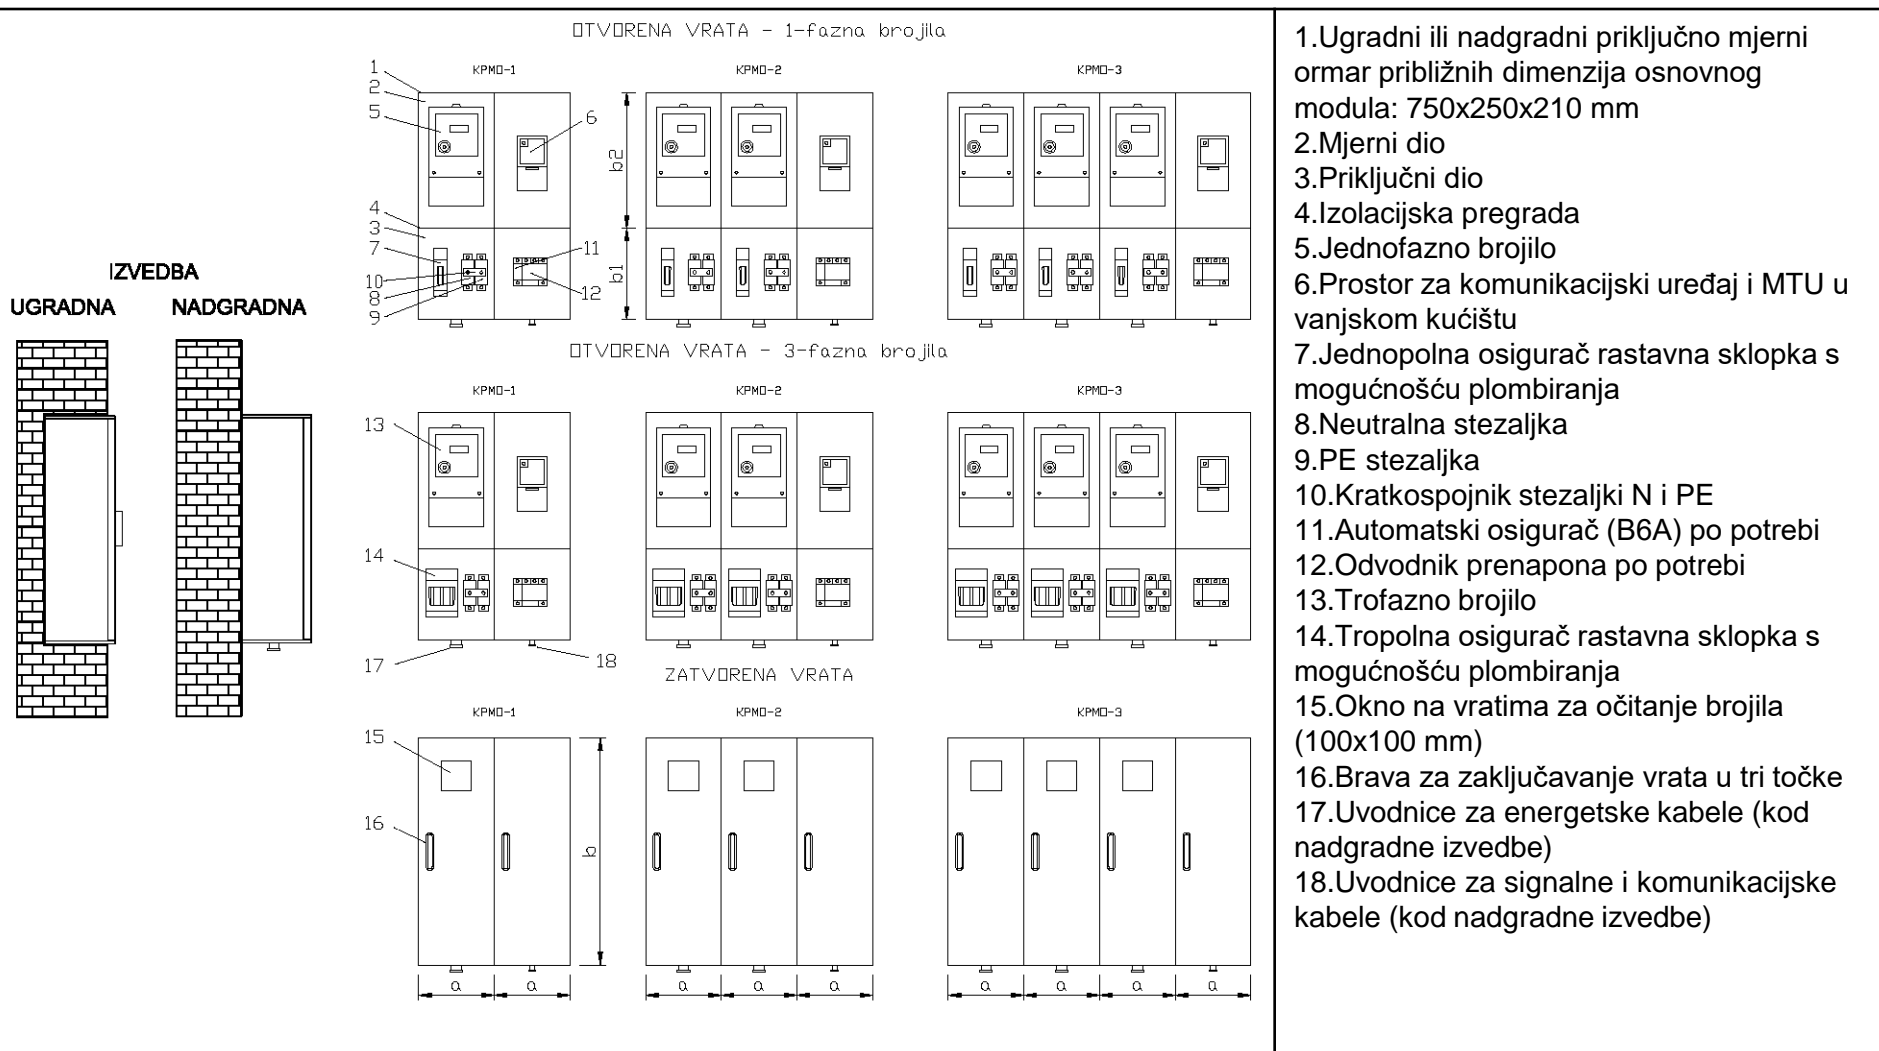 OTVORENA VRATA - 1-fazna brojila
KPMO-1
KPMO-2
KPMO-3
1
2
5
6
b2
4
3
7
10
8
9
11
12
b1
IZVEDBA
UGRADNA
NADGRADNA
OTVORENA VRATA - 3-fazna brojila
KPMO-1
KPMO-2
KPMO-3
13
14
17
18
ZATVORENA VRATA
KPMO-1
KPMO-2
KPMO-3
15
16
b
a
a
a
a
a
a
a
a
a
1.Ugradni ili nadgradni priključno mjerni
ormar približnih dimenzija osnovnog
modula: 750x250x210 mm
2.Mjerni dio
3.Priključni dio
4.Izolacijska pregrada
5.Jednofazno brojilo
6.Prostor za komunikacijski uređaj i MTU u
vanjskom kućištu
7.Jednopolna osigurač rastavna sklopka s
mogućnošću plombiranja
8.Neutralna stezaljka
9.PE stezaljka
10.Kratkospojnik stezaljki N i PE
11.Automatski osigurač (B6A) po potrebi
12.Odvodnik prenapona po potrebi
13.Trofazno brojilo
14.Tropolna osigurač rastavna sklopka s
mogućnošću plombiranja
15.Okno na vratima za očitanje brojila
(100x100 mm)
16.Brava za zaključavanje vrata u tri točke
17.Uvodnice za energetske kabele (kod
nadgradne izvedbe)
18.Uvodnice za signalne i komunikacijske
kabele (kod nadgradne izvedbe)